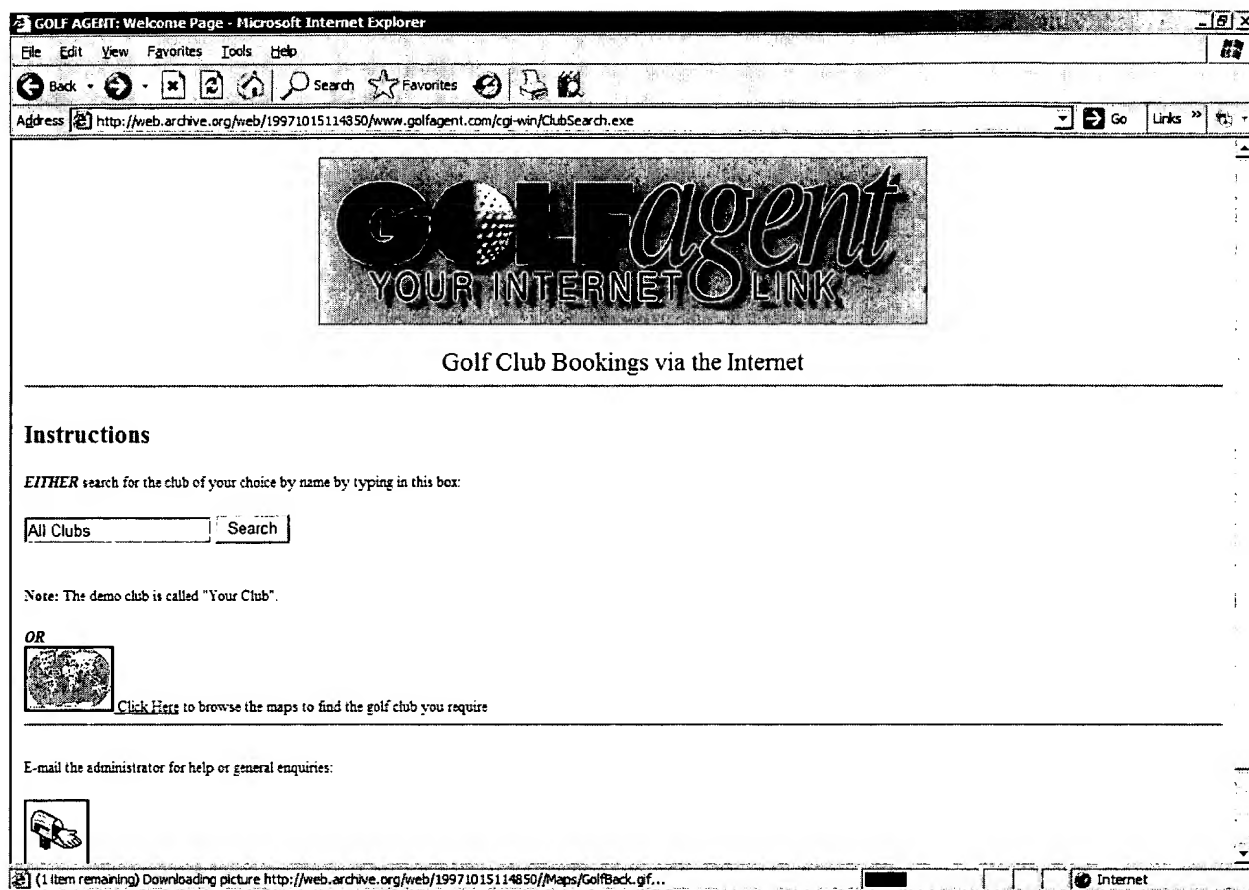 GOLF AGENT: Welcome Page - Microsoft Internet Explorer
File Edit View Favorites Tools Help
Back Search Favorites
Address http://web.archive.org/web/19971015114850/www.golfagent.com/cgi-win/ClubSearch.exe Go Links »
GOLFagent
YOUR INTERNET LINK
Golf Club Bookings via the Internet
Instructions
EITHER search for the club of your choice by name by typing in this box:
All Clubs Search
Note: The demo club is called "Your Club".
OR
Click Here to browse the maps to find the golf club you require
E-mail the administrator for help or general enquiries:
(1 item remaining) Downloading picture http://web.archive.org/web/19971015114850//Maps/GolfBack.gif... Internet